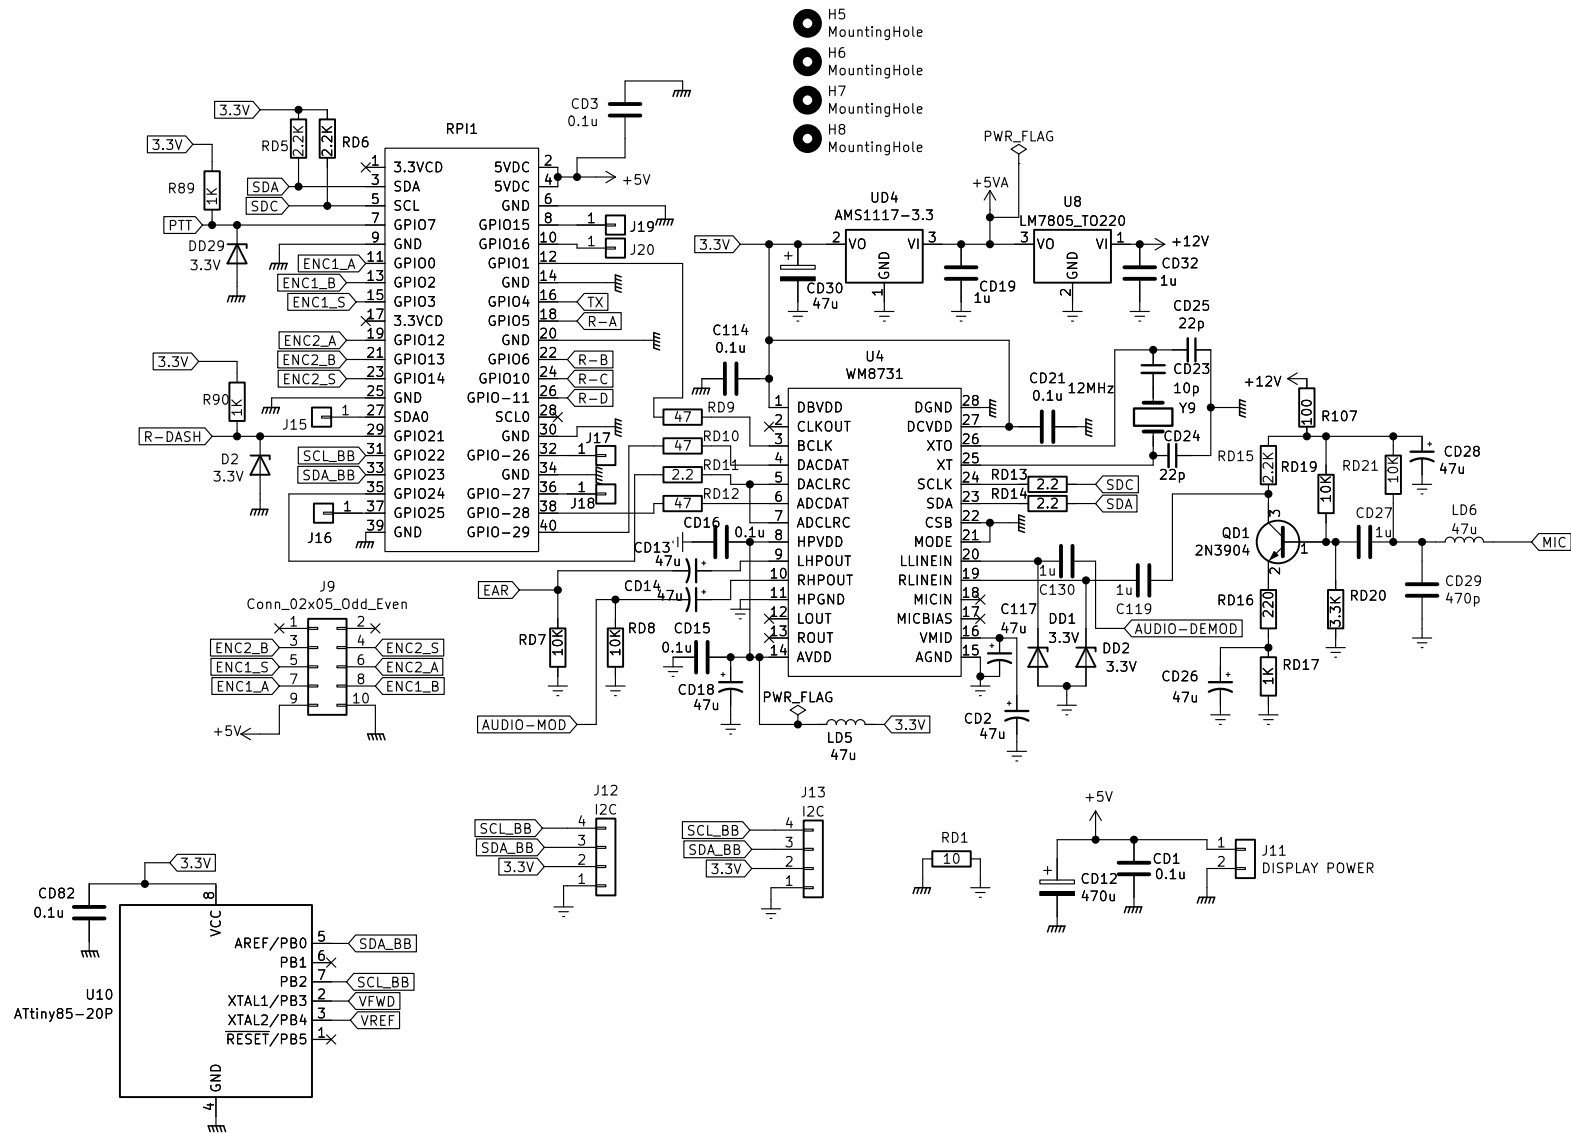 H5
MountingHole
H6
MountingHole
H7
MountingHole
H8
MountingHole
3.3V
RD5
2.2K
2.2K
RD6
3.3V
R89
1K
SDA
SDC
PTT
DD29
3.3V
ENC1_A
ENC1_B
ENC1_S
ENC2_A
ENC2_B
ENC2_S
3.3V
R90
1K
J15
1
R-DASH
D2
3.3V
SCL_BB
SDA_BB
J16
1
RPI1
1 3.3VCD 5VDC 2
3 SDA 5VDC 4
5 SCL GND 6
7 GPIO7 GPIO15 8
9 GND GPIO16 10
11 GPIO0 GPIO1 12
13 GPIO2 GND 14
15 GPIO3 GPIO4 16
17 3.3VCD GPIO5 18
19 GPIO12 GND 20
21 GPIO13 GPIO6 22
23 GPIO14 GPIO10 24
25 GND GPIO-11 26
27 SDA0 SCL0 28
29 GPIO21 GND 30
31 GPIO22 GPIO-26 32
33 GPIO23 GND 34
35 GPIO24 GPIO-27 36
37 GPIO25 GPIO-28 38
39 GND GPIO-29 40
CD3
0.1u
+5V
1 J19
1 J20
TX
R-A
R-B
R-C
R-D
J17
1
1
J18
47 RD9
47 RD10
2.2 RD11
47 RD12
PWR_FLAG
+5VA
UD4
AMS1117-3.3
3.3V
2 VO VI 3
GND
1
CD30
47u
CD19
1u
U8
LM7805_TO220
3 VO VI 1
GND
2
+12V
CD32
1u
C114
0.1u
U4
WM8731
1 DBVDD DGND 28
2 CLKOUT DCVDD 27
3 BCLK XTO 26
4 DACDAT XT 25
5 DACLRC SCLK 24
6 ADCDAT SDA 23
7 ADCLRC CSB 22
8 HPVDD MODE 21
9 LHPOUT LLINEIN 20
10 RHPOUT RLINEIN 19
11 HPGND MICIN 18
12 LOUT MICBIAS 17
13 ROUT VMID 16
14 AVDD AGND 15
CD21
0.1u
12MHz
CD25
22p
CD23
10p
Y9
CD24
22p
RD13 2.2 SDC
RD14 2.2 SDA
CD16
0.1u
CD13
47u
CD14
47u
EAR
RD7
10K
RD8
10K
CD15
0.1u
CD18
47u
AUDIO-MOD
PWR_FLAG
LD5
47u
3.3V
1u
C130
1u
C119
C117
47u
DD1
3.3V
DD2
3.3V
CD2
47u
AUDIO-DEMOD
+12V
100
R107
RD15
2.2K
RD19
10K
RD21
10K
CD28
47u
QD1
2N3904
3
1
2
CD27
1u
LD6
47u
MIC
RD16
220
3.3K
RD20
CD29
470p
CD26
47u
1K
RD17
J9
Conn_02x05_Odd_Even
1 2
ENC2_B 3 4 ENC2_S
ENC1_S 5 6 ENC2_A
ENC1_A 7 8 ENC1_B
9 10
+5V
J12
I2C
SCL_BB 4
SDA_BB 3
3.3V 2
1
J13
I2C
SCL_BB 4
SDA_BB 3
3.3V 2
1
RD1
10
+5V
CD12
470u
CD1
0.1u
1
2
J11
DISPLAY POWER
3.3V
CD82
0.1u
8
VCC
U10
ATtiny85-20P
AREF/PB0 5 SDA_BB
PB1 6
PB2 7 SCL_BB
XTAL1/PB3 2 VFWD
XTAL2/PB4 3 VREF
RESET/PB5 1
GND
4